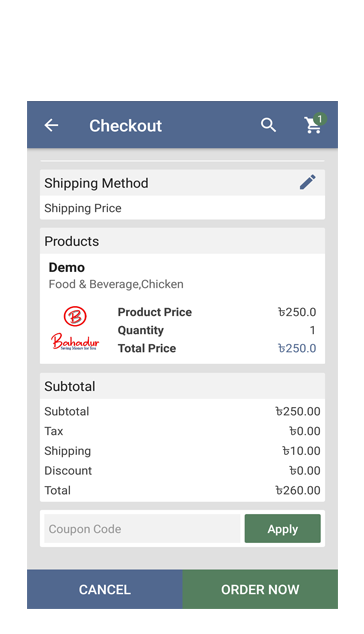 Checkout
1
Shipping Method
Shipping Price
Products
Demo
Food & Beverage,Chicken
B
Bahadur
Product Price ৳250.0
Quantity 1
Total Price ৳250.0
Subtotal
Subtotal ৳250.00
Tax ৳0.00
Shipping ৳10.00
Discount ৳0.00
Total ৳260.00
Coupon Code Apply
CANCEL ORDER NOW